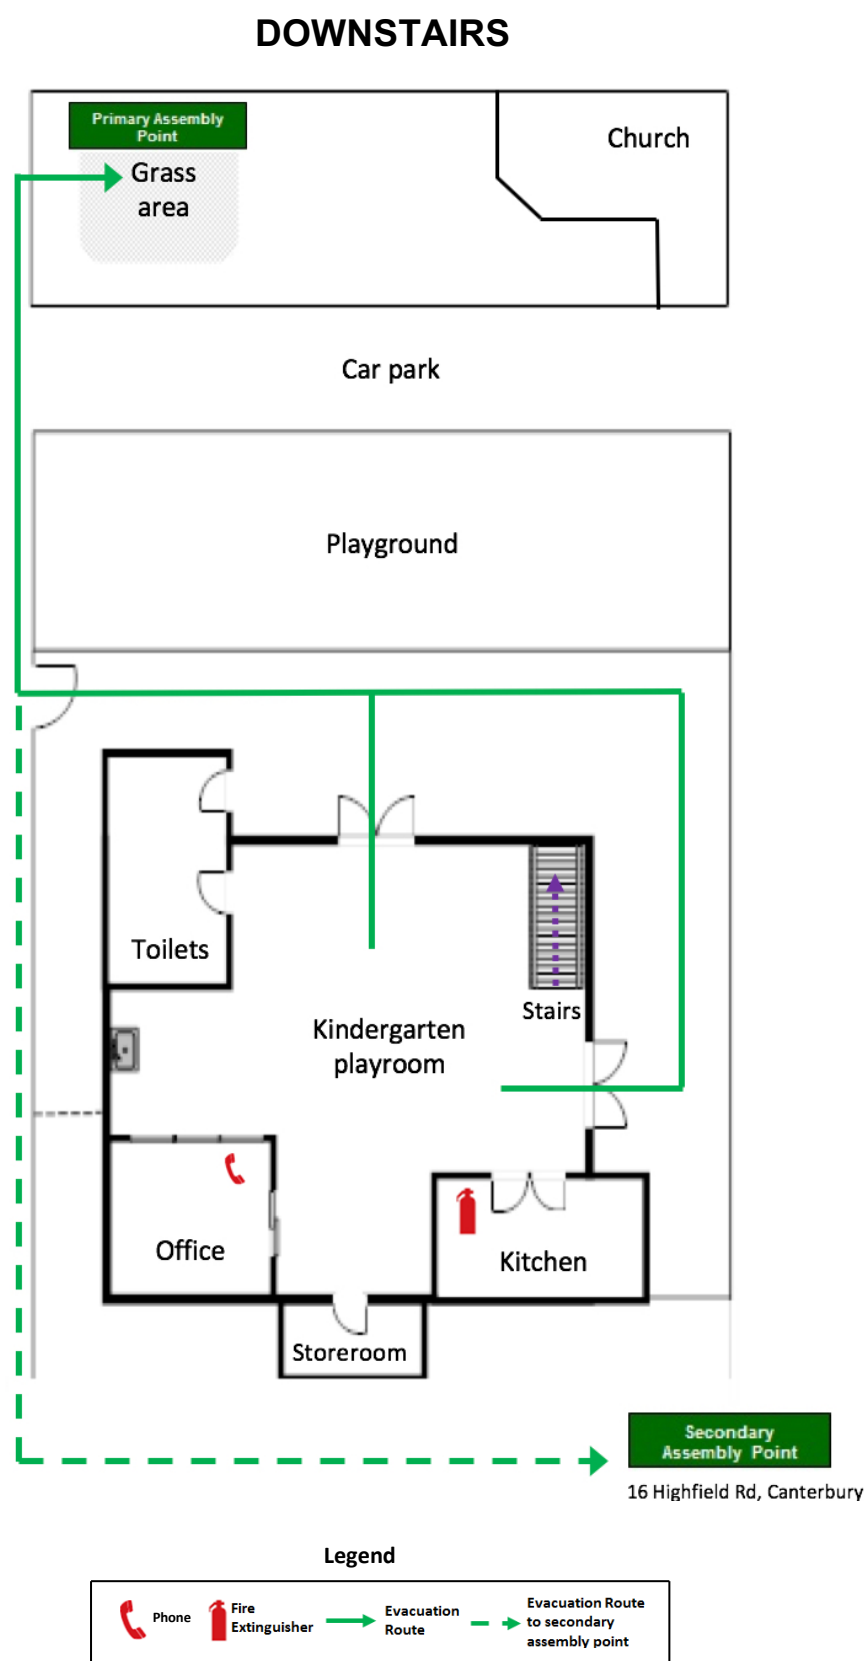 DOWNSTAIRS
Primary Assembly
Point
Grass
area
Church
Car park
Playground
Toilets
Stairs
Kindergarten
playroom
Office
Kitchen
Storeroom
Secondary
Assembly Point
16 Highfield Rd, Canterbury
Legend
Phone
Fire
Extinguisher
Evacuation
Route
Evacuation Route
to secondary
assembly point